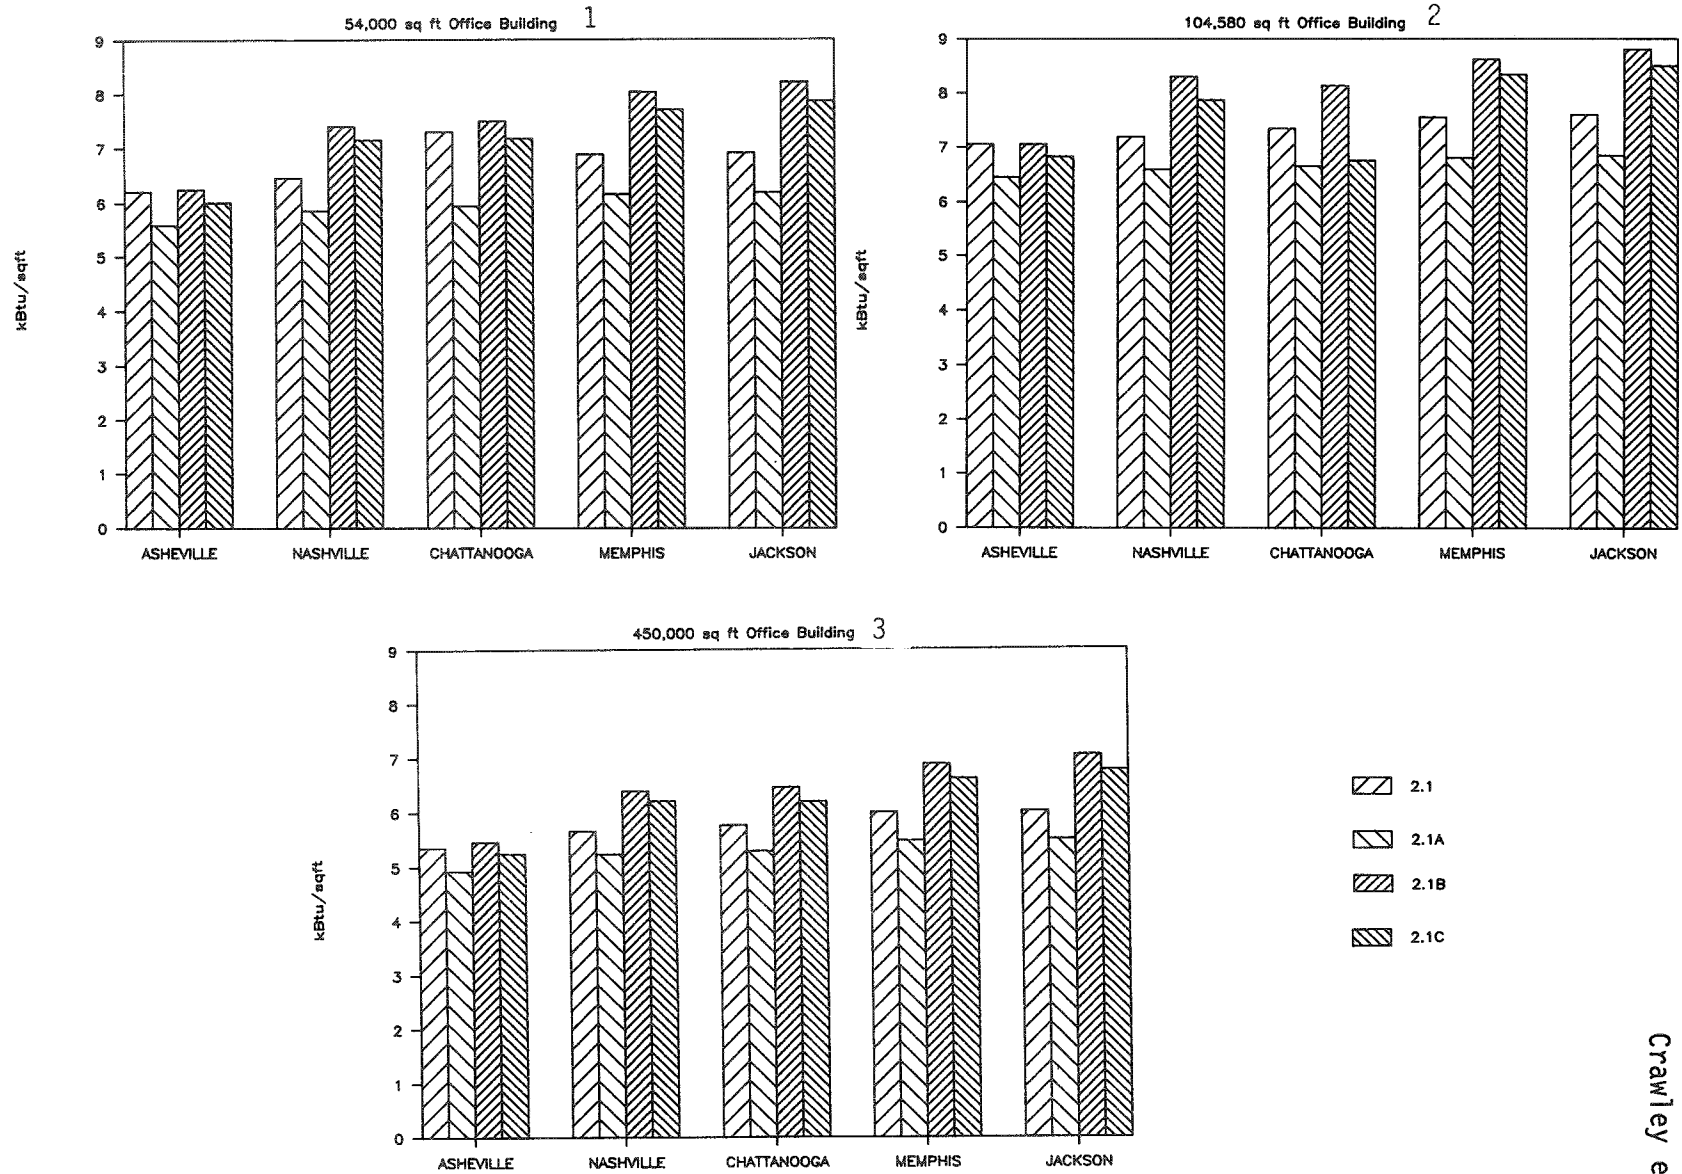 54,000 sq ft Office Building 1
9
8
7
6
5
4
3
2
1
0
kBtu/sqft
ASHEVILLE NASHVILLE CHATTANOOGA MEMPHIS JACKSON
104,580 sq ft Office Building 2
9
8
7
6
5
4
3
2
1
0
kBtu/sqft
ASHEVILLE NASHVILLE CHATTANOOGA MEMPHIS JACKSON
450,000 sq ft Office Building 3
9
8
7
6
5
4
3
2
1
0
kBtu/sqft
ASHEVILLE NASHVILLE CHATTANOOGA MEMPHIS JACKSON
2.1
2.1A
2.1B
2.1C
Crawley e